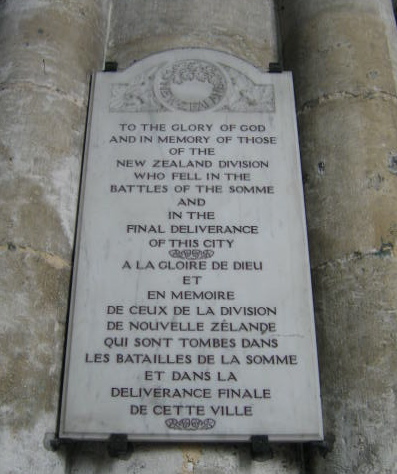 TO THE GLORY OF GOD
AND IN MEMORY OF THOSE
OF THE
NEW ZEALAND DIVISION
WHO FELL IN THE
BATTLES OF THE SOMME
AND
IN THE
FINAL DELIVERANCE
OF THIS CITY
A LA GLOIRE DE DIEU
ET
EN MEMOIRE
DE CEUX DE LA DIVISION
DE NOUVELLE ZÉLANDE
QUI SONT TOMBES DANS
LES BATAILLES DE LA SOMME
ET DANS LA
DELIVERANCE FINALE
DE CETTE VILLE